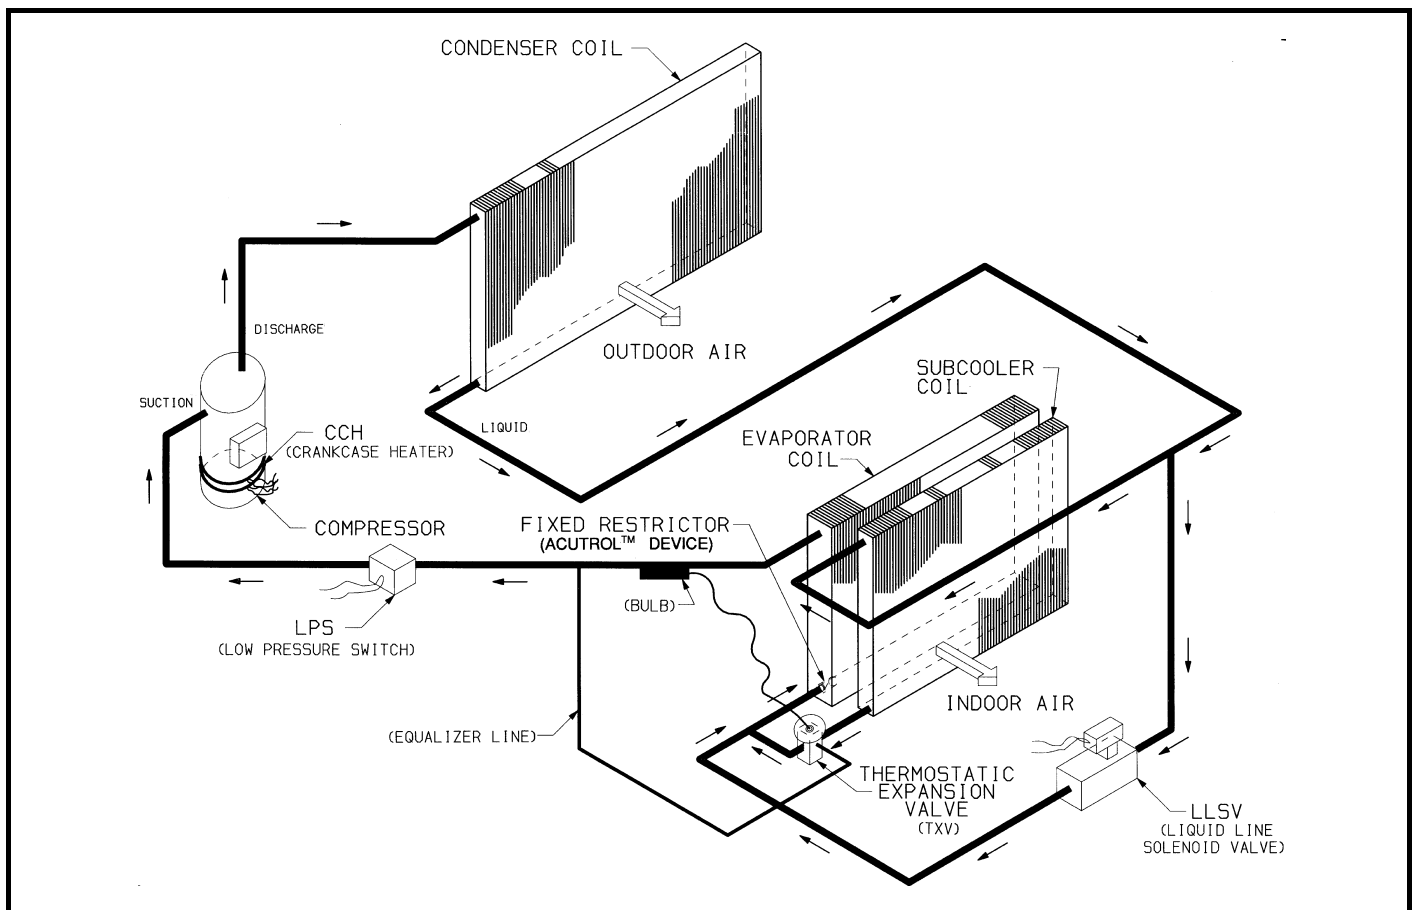 CONDENSER COIL
DISCHARGE
OUTDOOR AIR
SUBCOOLER
COIL
SUCTION
LIQUID
CCH
(CRANKCASE HEATER)
EVAPORATOR
COIL
COMPRESSOR
FIXED RESTRICTOR
(ACUTROL™ DEVICE)
(BULB)
LPS
(LOW PRESSURE SWITCH)
INDOOR AIR
(EQUALIZER LINE)
THERMOSTATIC
EXPANSION
VALVE
(TXV)
LLSV
(LIQUID LINE
SOLENOID VALVE)